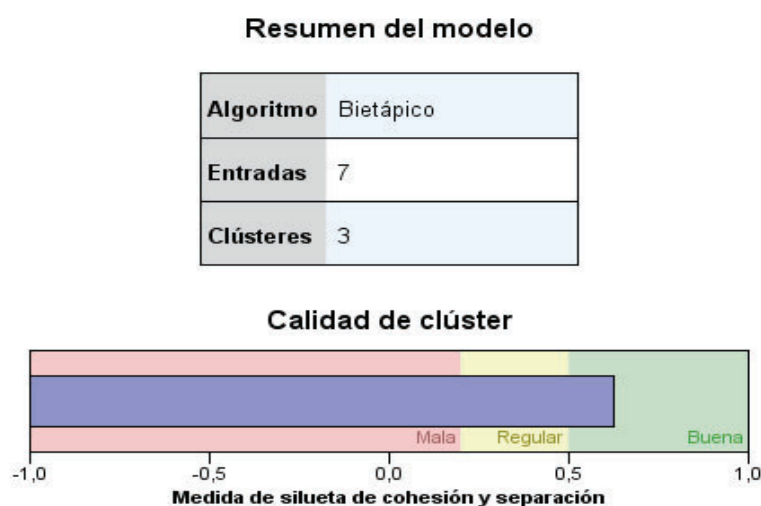 Resumen del modelo
Algoritmo Bietápico
Entradas 7
Clústeres 3
Calidad de clúster
Mala Regular Buena
-1,0 -0,5 0,0 0,5 1,0
Medida de silueta de cohesión y separación